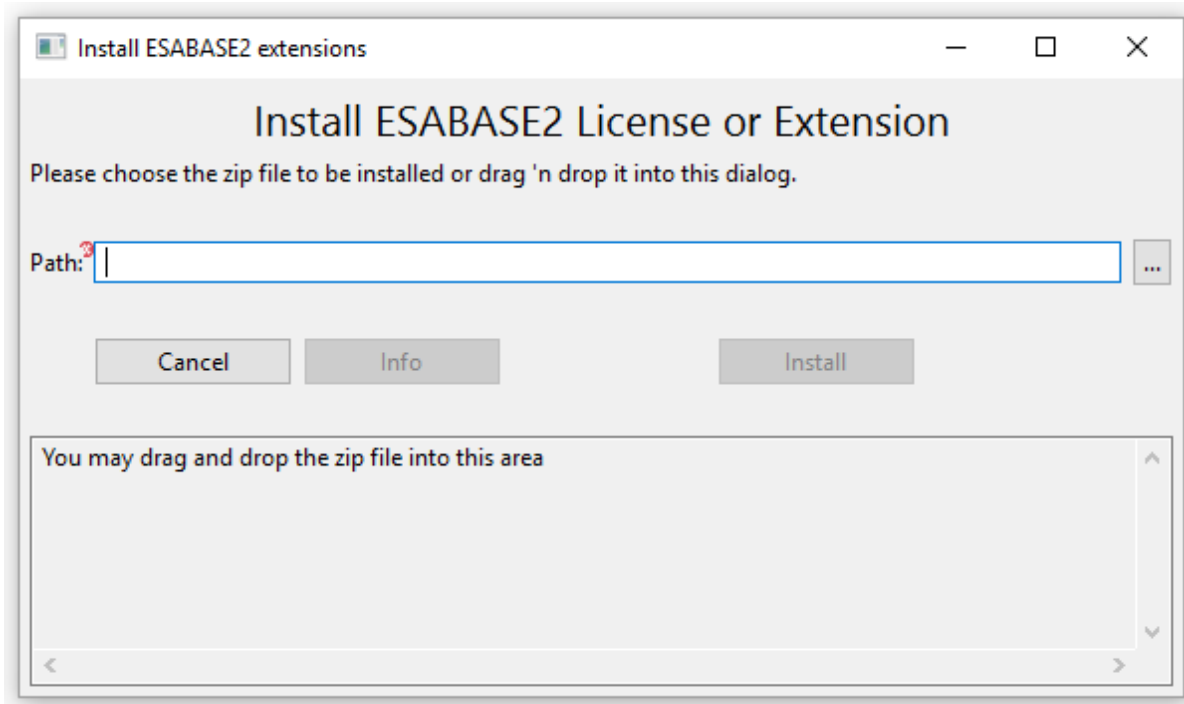 Install ESABASE2 extensions
Install ESABASE2 License or Extension
Please choose the zip file to be installed or drag 'n drop it into this dialog.
Path:
...
Cancel
Info
Install
You may drag and drop the zip file into this area